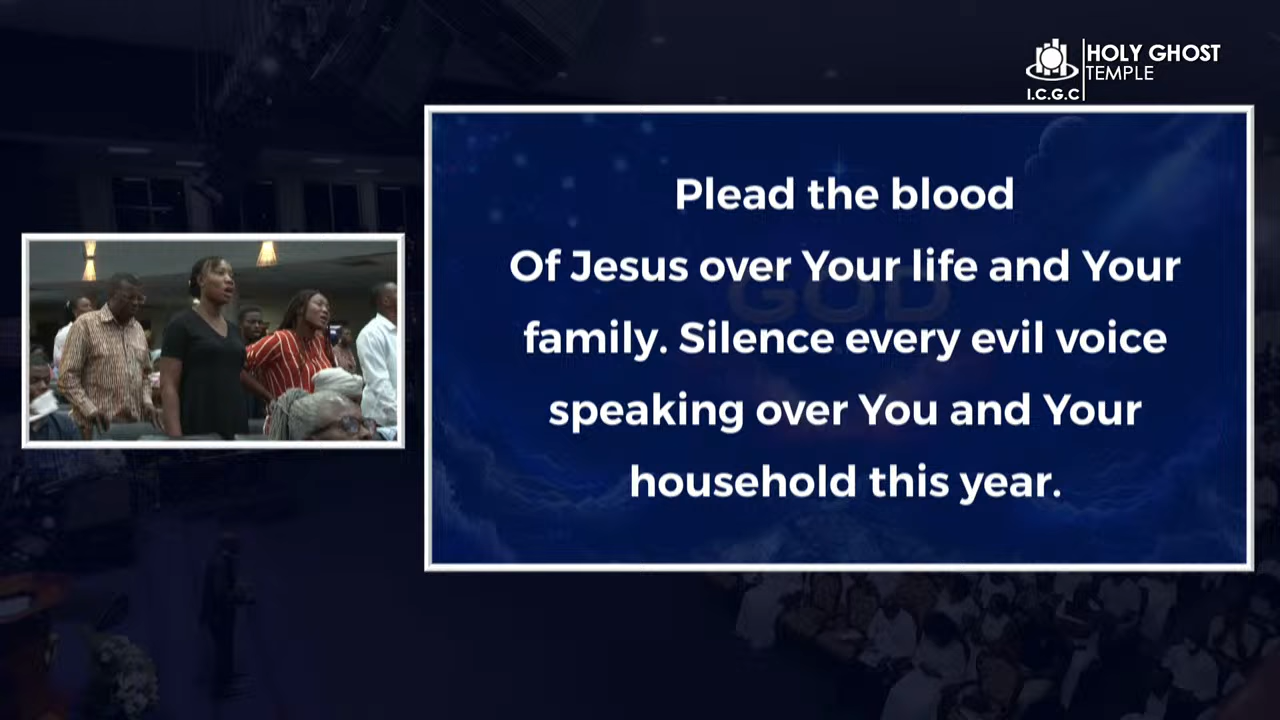 HOLY GHOST
TEMPLE
I.C.G.C
Plead the blood
Of Jesus over Your life and Your
family. Silence every evil voice
speaking over You and Your
household this year.
GOD